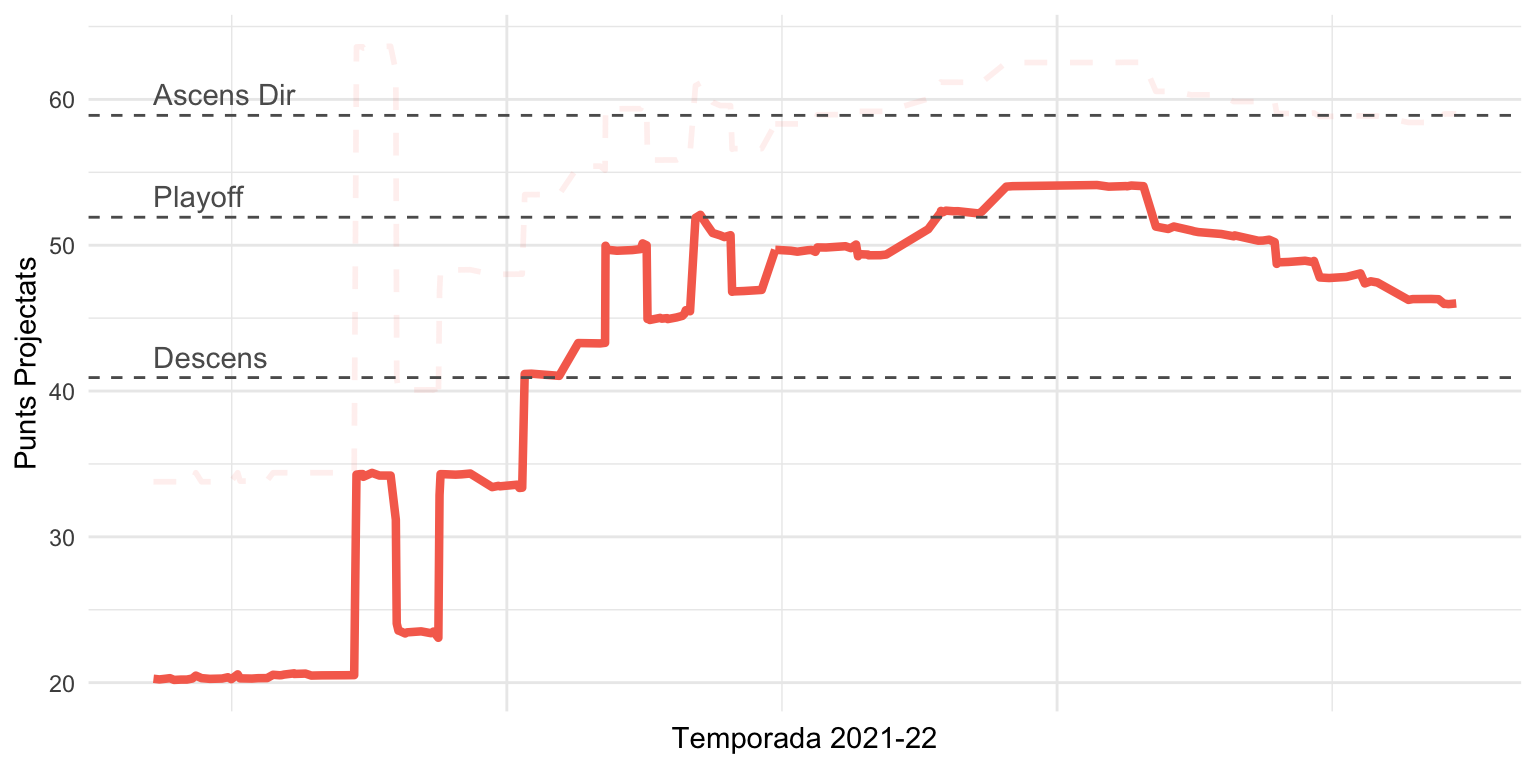 Ascens Dir
60
Playoff
50
Descens
40
30
20
Punts Projectats
Temporada 2021-22